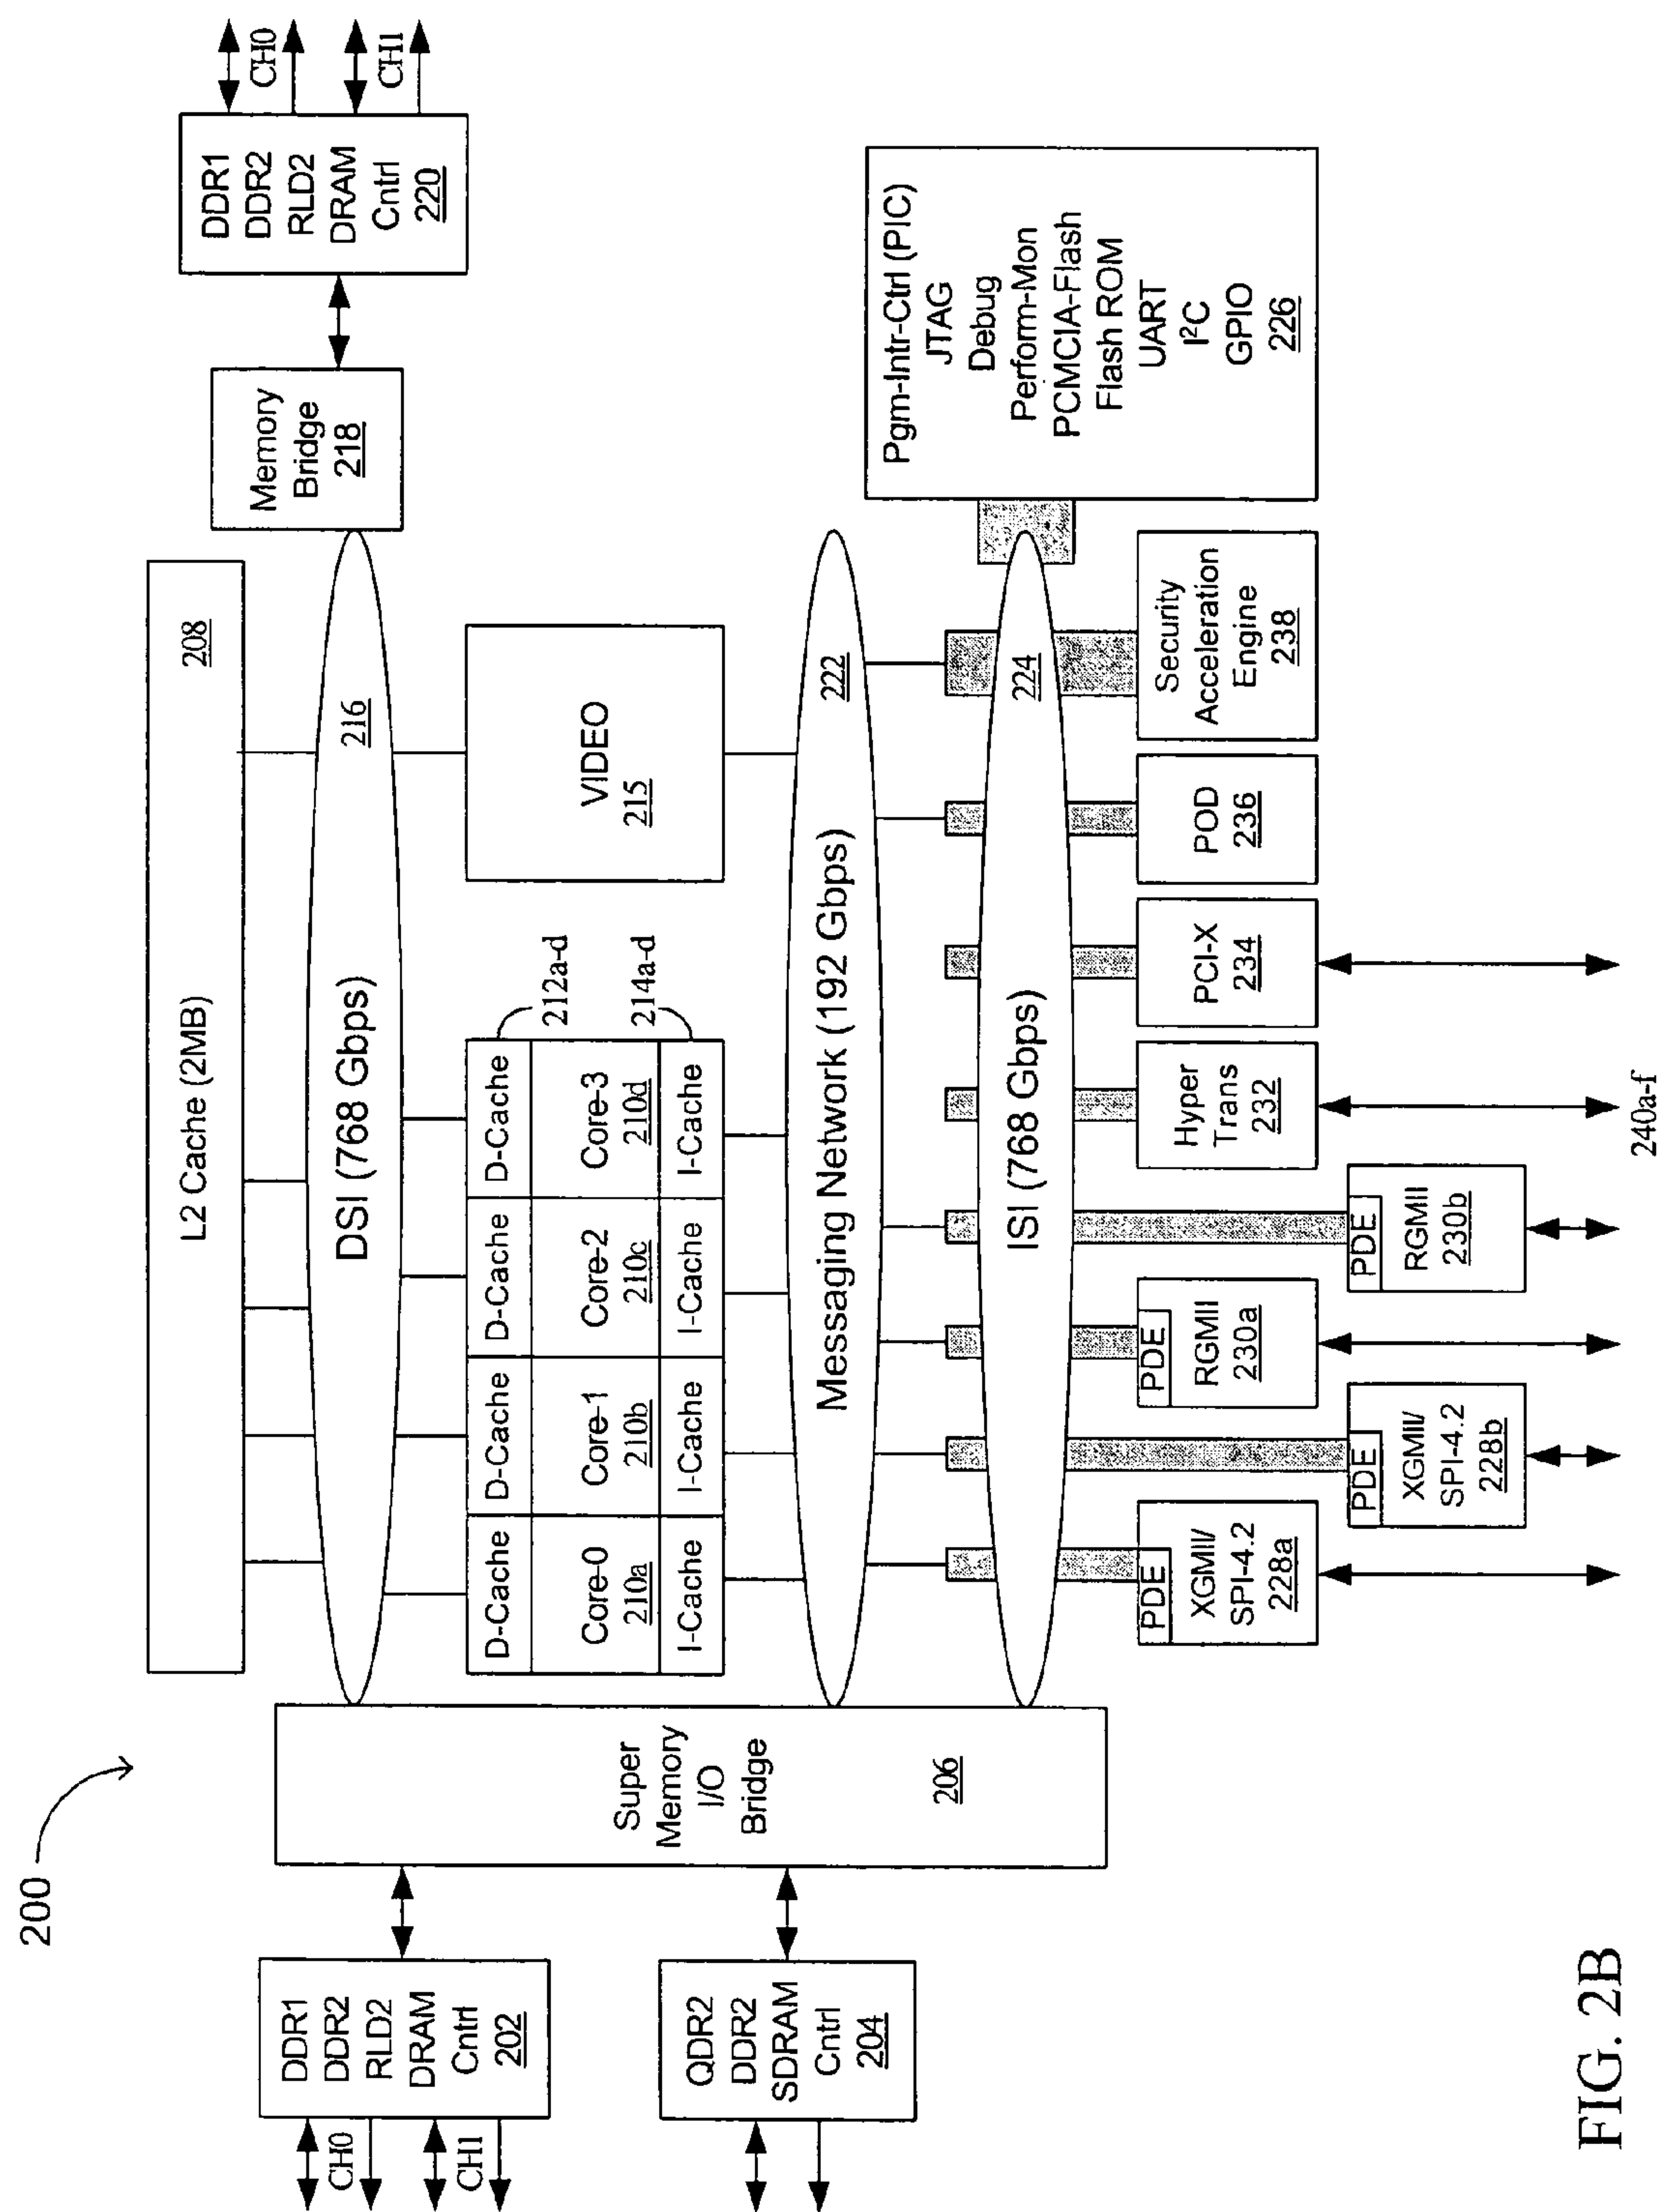 200
L2 Cache (2MB)
208
DSI (768 Gbps)
216
Memory
Bridge
218
DDR1
DDR2
RLD2
DRAM
Cntrl
220
CH0
CH1
DDR1
DDR2
RLD2
DRAM
Cntrl
202
CH0
CH1
QDR2
DDR2
SDRAM
Cntrl
204
Super
Memory
I/O
Bridge
206
D-Cache
D-Cache
D-Cache
D-Cache
212a-d
Core-0
210a
Core-1
210b
Core-2
210c
Core-3
210d
I-Cache
I-Cache
I-Cache
I-Cache
214a-d
VIDEO
215
Messaging Network (192 Gbps)
222
ISI (768 Gbps)
224
Pgm-Intr-Ctrl (PIC)
JTAG
Debug
Perform-Mon
PCMCIA-Flash
Flash ROM
UART
I²C
GPIO
226
PDE
XGMII/
SPI-4.2
228a
PDE
XGMII/
SPI-4.2
228b
PDE
RGMII
230a
PDE
RGMII
230b
Hyper
Trans
232
PCI-X
234
POD
236
Security
Acceleration
Engine
238
240a-f
FIG. 2B